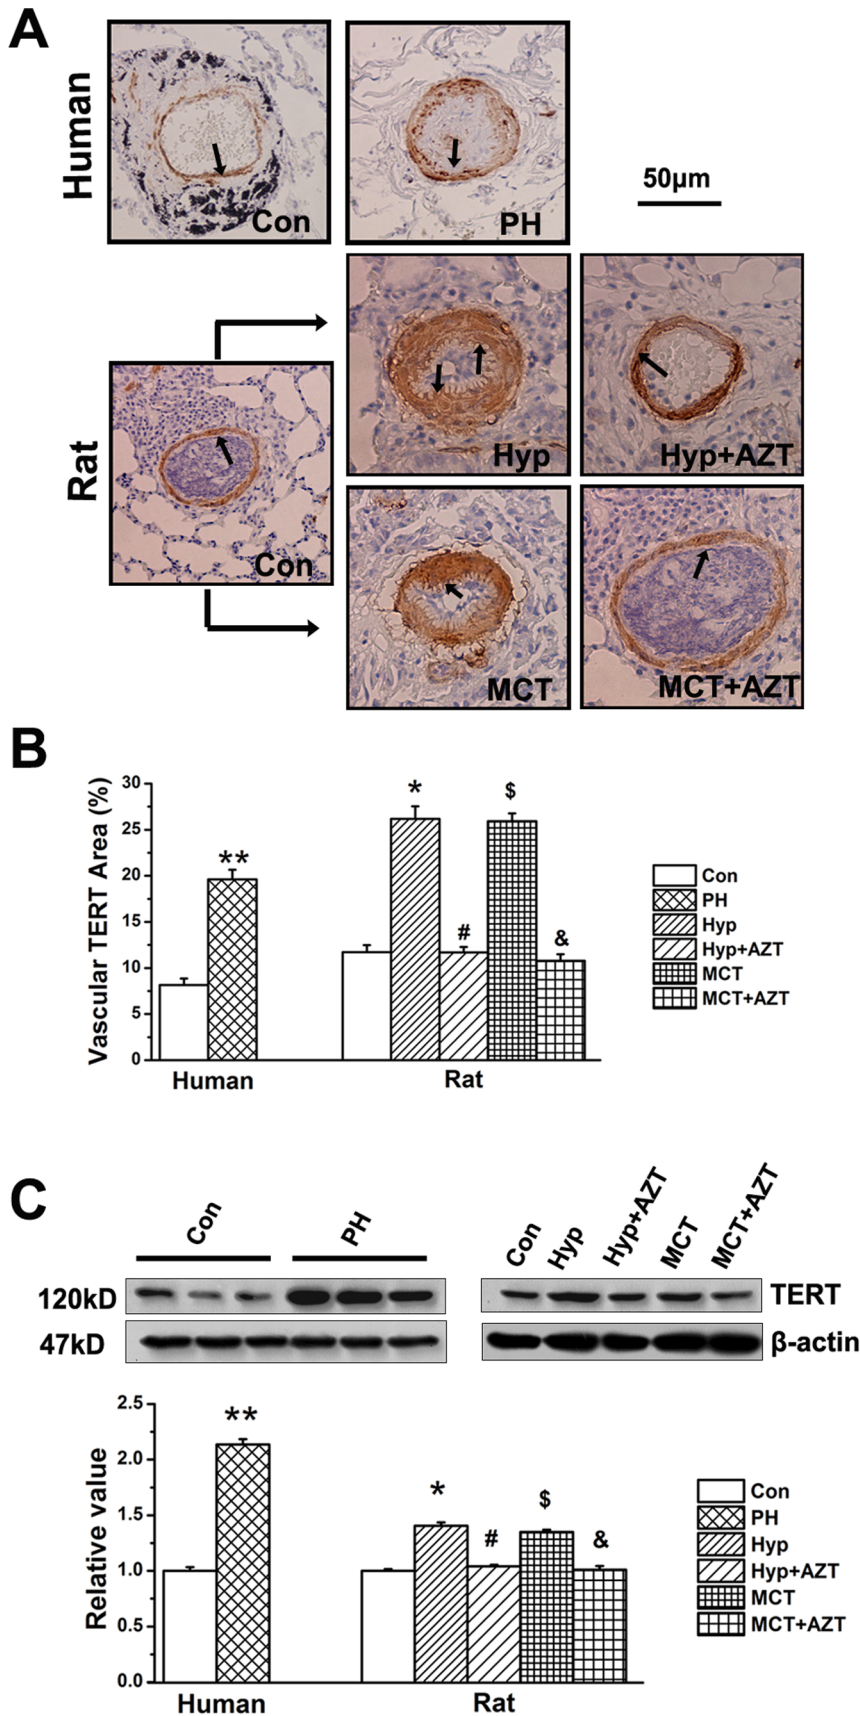 A
Human
Con
PH
50μm
Rat
Con
Hyp
Hyp+AZT
MCT
MCT+AZT
B
Vascular TERT Area (%)
30
25
20
15
10
5
0
**
*
#
$
&
Human
Rat
Con
PH
Hyp
Hyp+AZT
MCT
MCT+AZT
C
Con
PH
Con
Hyp
Hyp+AZT
MCT
MCT+AZT
120kD
TERT
47kD
β-actin
Relative value
2.5
2.0
1.5
1.0
0.5
0.0
**
*
#
$
&
Human
Rat
Con
PH
Hyp
Hyp+AZT
MCT
MCT+AZT